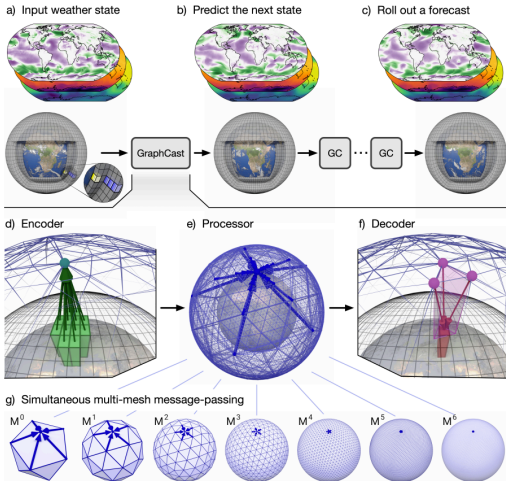 a) Input weather state
b) Predict the next state
c) Roll out a forecast
GraphCast
GC ··· GC
d) Encoder
e) Processor
f) Decoder
g) Simultaneous multi-mesh message-passing
M⁰ M¹ M² M³ M⁴ M⁵ M⁶